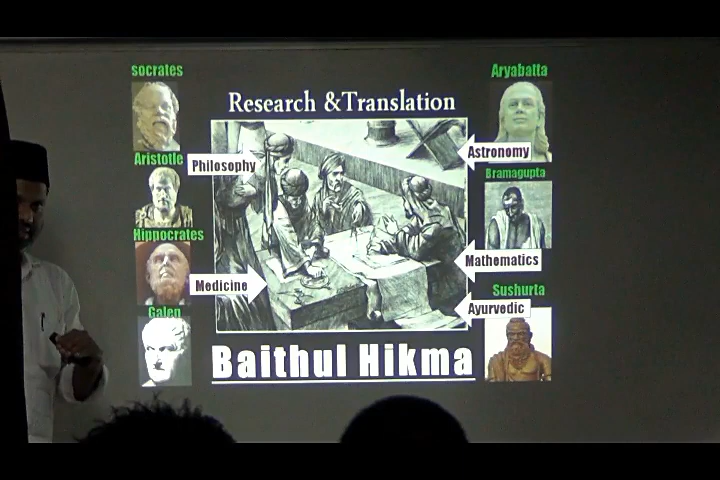 socrates
Aryabatta
Research &Translation
Aristotle
Philosophy
Astronomy
Bramagupta
Hippocrates
Medicine
Mathematics
Sushurta
Galen
Ayurvedic
Baithul Hikma